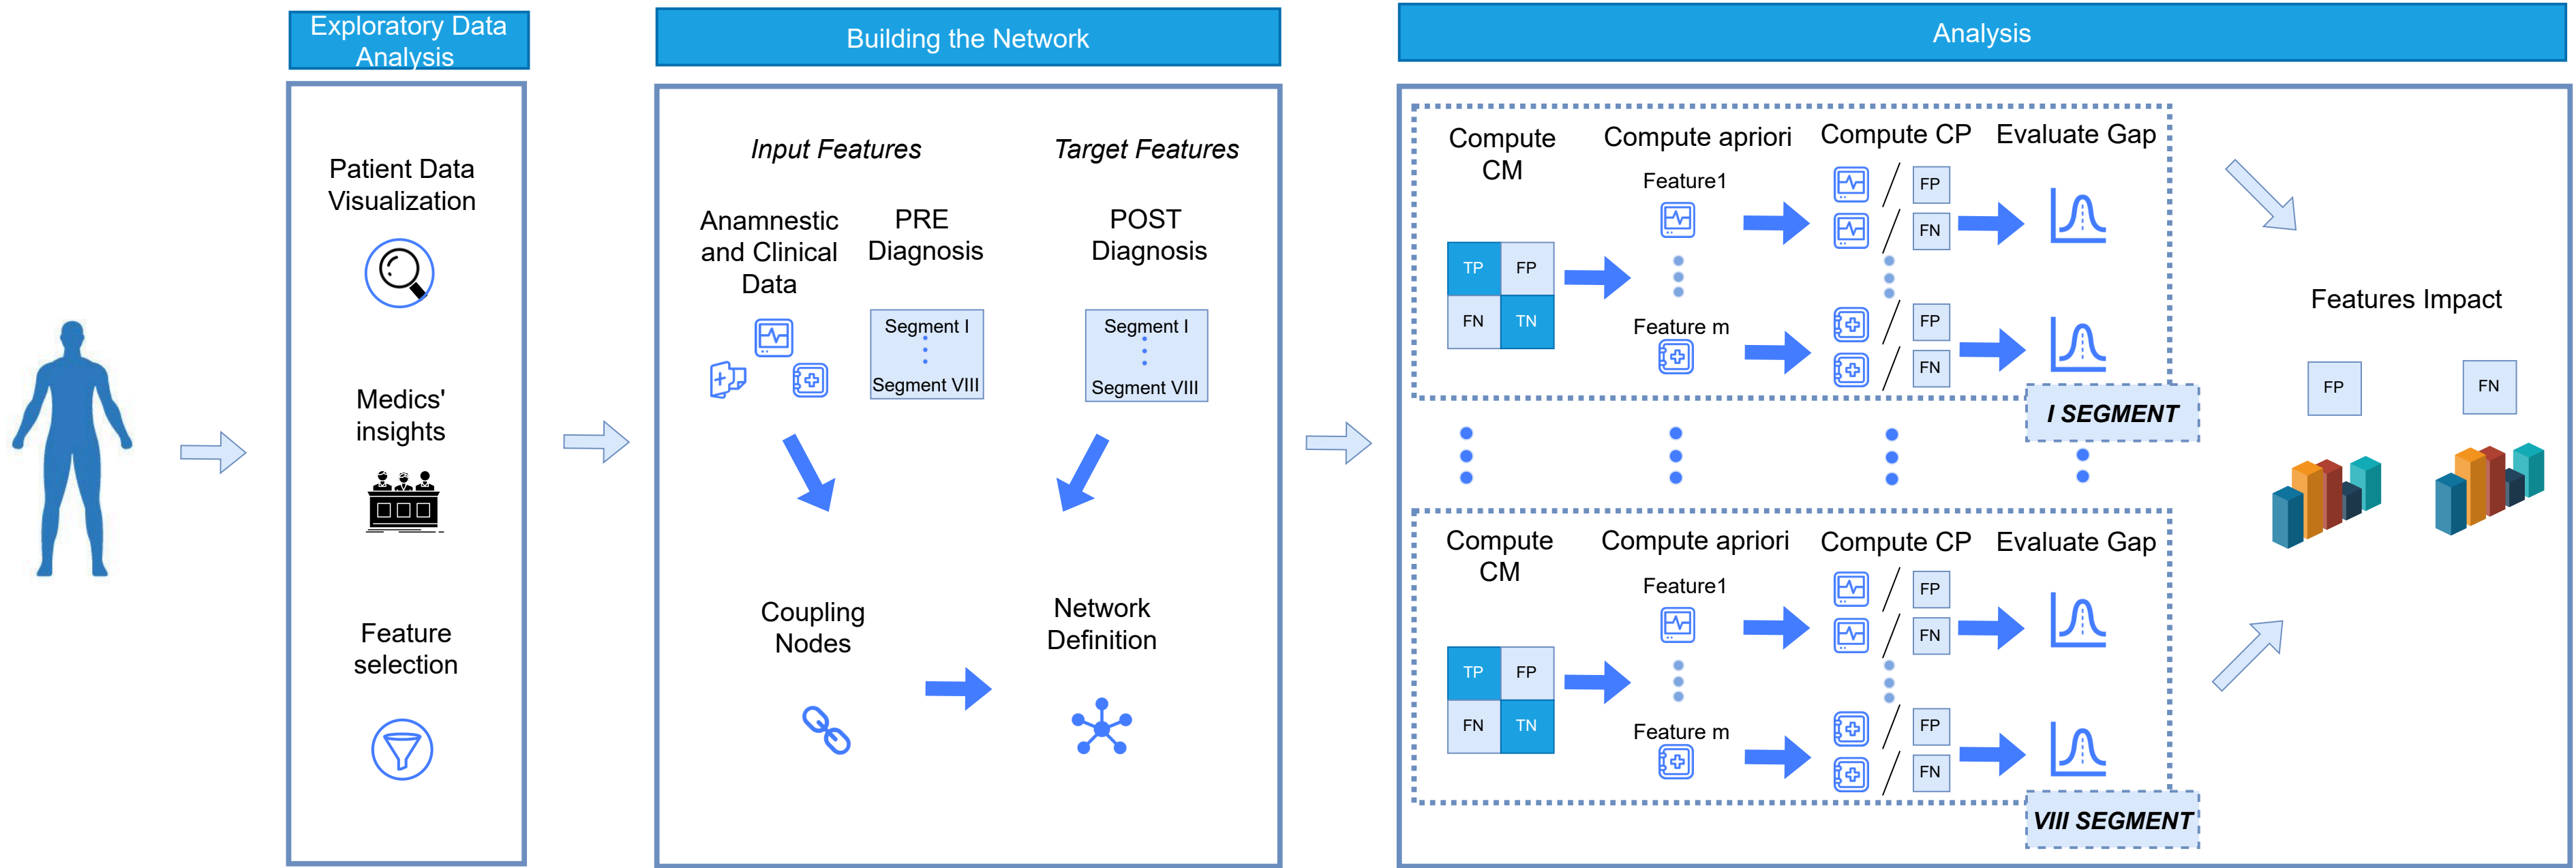 Exploratory Data
Analysis
Patient Data
Visualization
Medics'
insights
Feature
selection
Building the Network
Input Features
Target Features
Anamnestic
and Clinical
Data
PRE
Diagnosis
POST
Diagnosis
Segment I
Segment VIII
Segment I
Segment VIII
Coupling
Nodes
Network
Definition
Analysis
Compute
CM
Compute apriori
Compute CP
Evaluate Gap
TP
FP
FN
TN
Feature1
Feature m
FP
FN
FP
FN
I SEGMENT
Compute
CM
Compute apriori
Compute CP
Evaluate Gap
TP
FP
FN
TN
Feature1
Feature m
FP
FN
FP
FN
VIII SEGMENT
Features Impact
FP
FN